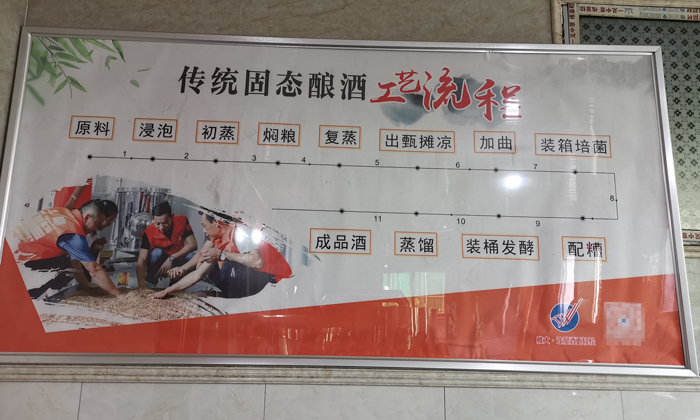 传统固态酿酒工艺流程
原料 浸泡 初蒸 焖粮 复蒸 出甑摊凉 加曲 装箱培菌
1 2 3 4 5 6 7
8
11 10 9
成品酒 蒸馏 装桶发酵 配糟